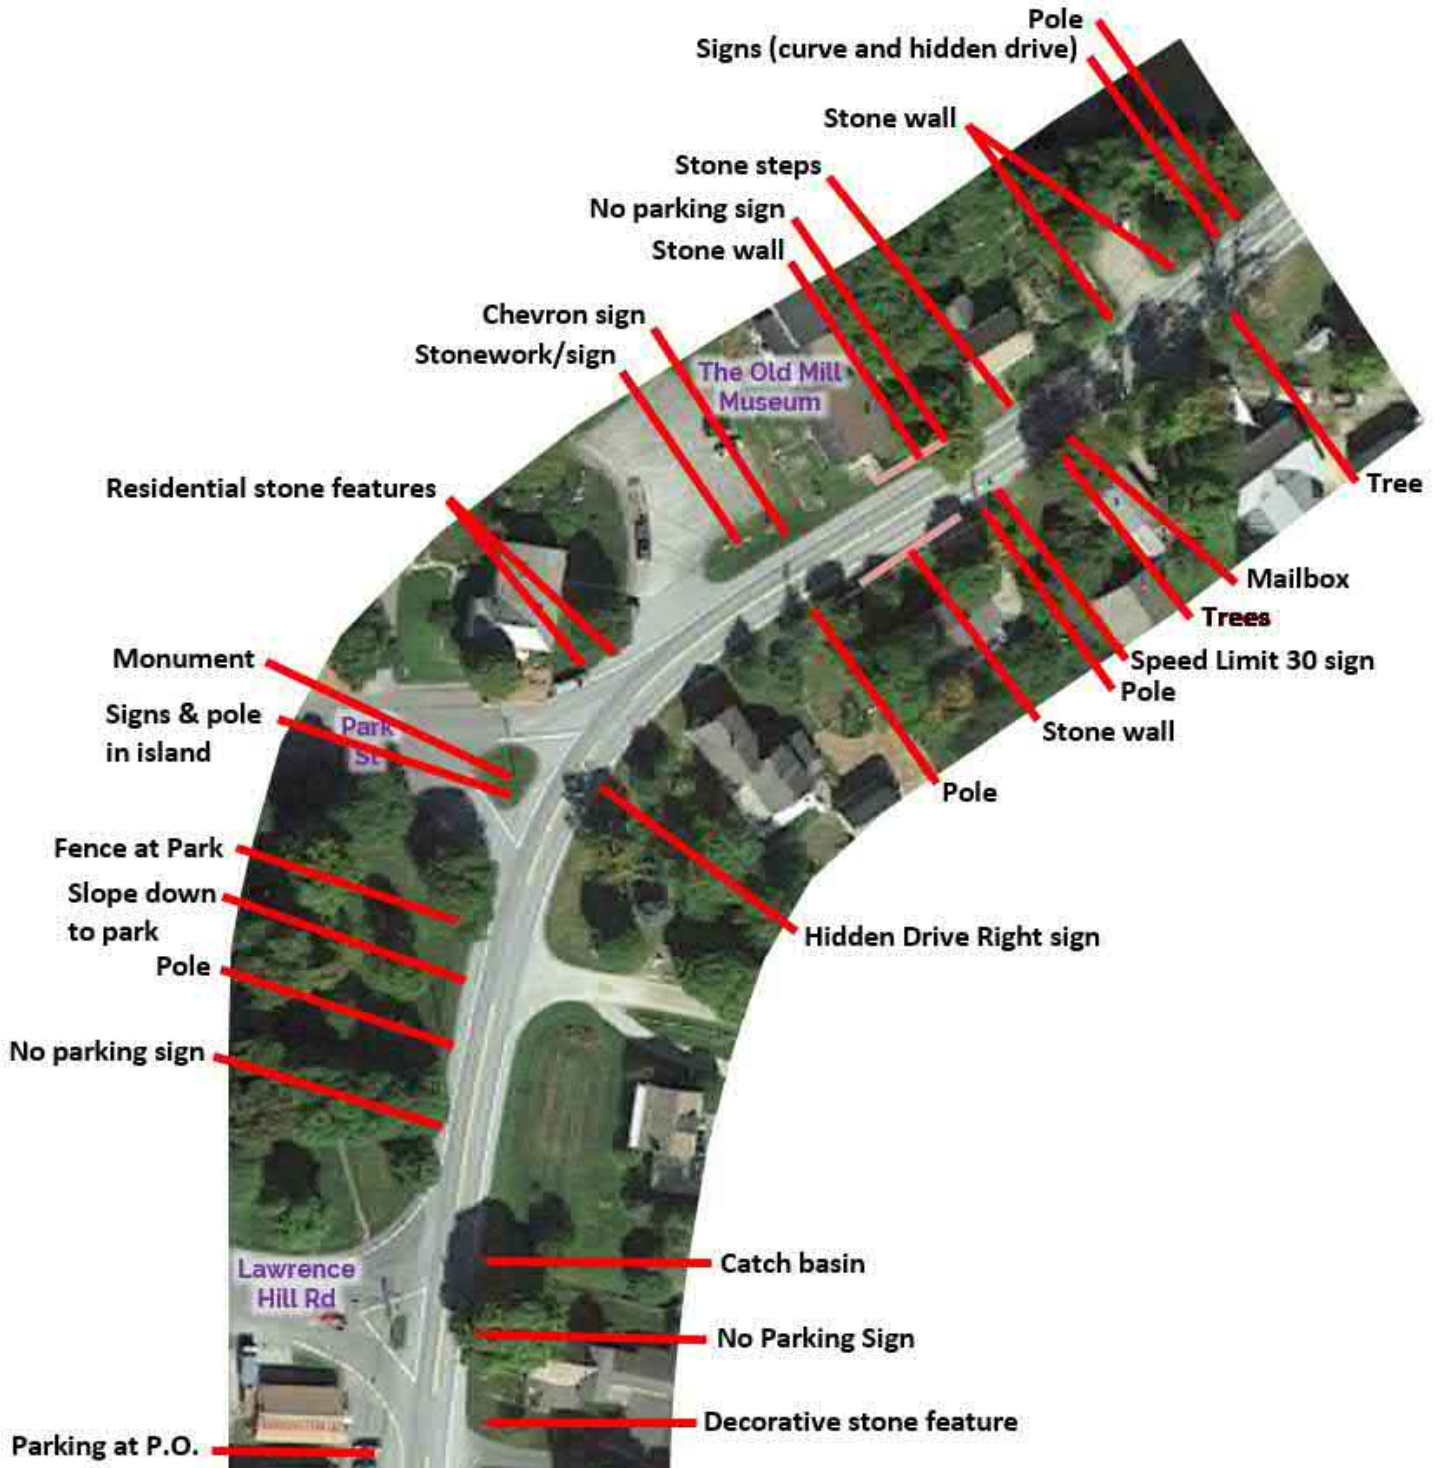 Pole
Signs (curve and hidden drive)
Stone wall
Stone steps
No parking sign
Stone wall
Chevron sign
Stonework/sign
The Old Mill
Museum
Residential stone features
Tree
Mailbox
Trees
Speed Limit 30 sign
Pole
Stone wall
Pole
Monument
Signs & pole
in island
Park
St
Fence at Park
Slope down
to park
Pole
No parking sign
Hidden Drive Right sign
Lawrence
Hill Rd
Catch basin
No Parking Sign
Decorative stone feature
Parking at P.O.